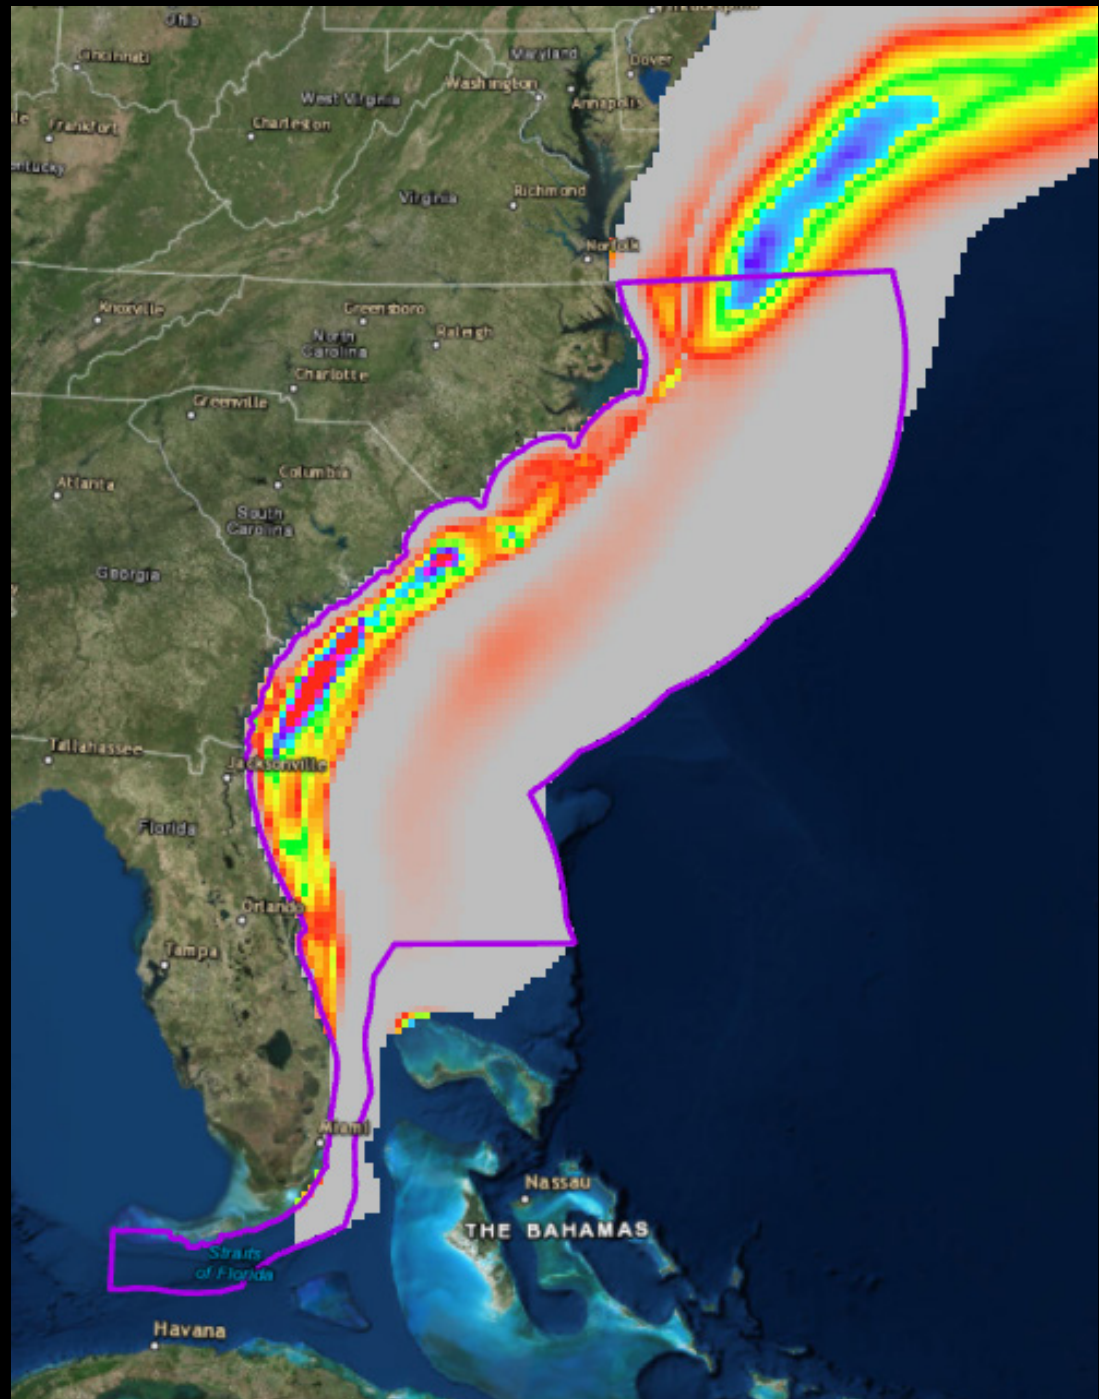 Ohio
Cincinnati
Maryland
Dover
Washington
West Virginia
Annapolis
Frankfort
Charleston
Virginia
Richmond
Norfolk
Knoxville
Greensboro
Raleigh
North
Carolina
Charlotte
Greenville
Columbia
Atlanta
South
Carolina
Georgia
Tallahassee
Jacksonville
Florida
Orlando
Tampa
Miami
Nassau
THE BAHAMAS
Straits
of Florida
Havana